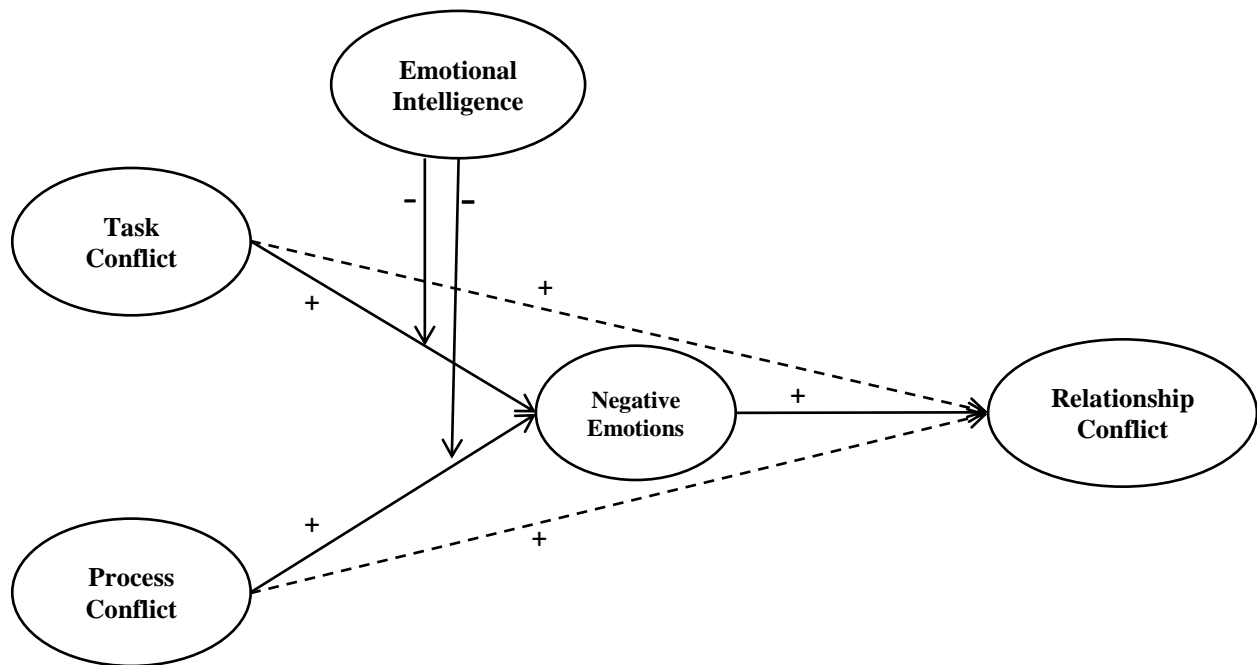 Emotional
Intelligence
-
-
Task
Conflict
+
+
Negative
Emotions
+
Relationship
Conflict
+
+
Process
Conflict